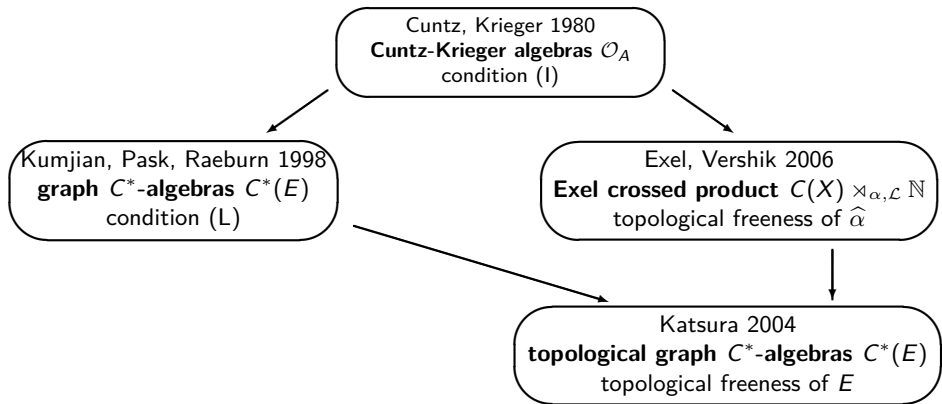 Cuntz, Krieger 1980
Cuntz-Krieger algebras 𝒪_A
condition (I)
Kumjian, Pask, Raeburn 1998
graph C*-algebras C*(E)
condition (L)
Exel, Vershik 2006
Exel crossed product C(X) ⋊_{α,ℒ} ℕ
topological freeness of α̂
Katsura 2004
topological graph C*-algebras C*(E)
topological freeness of E